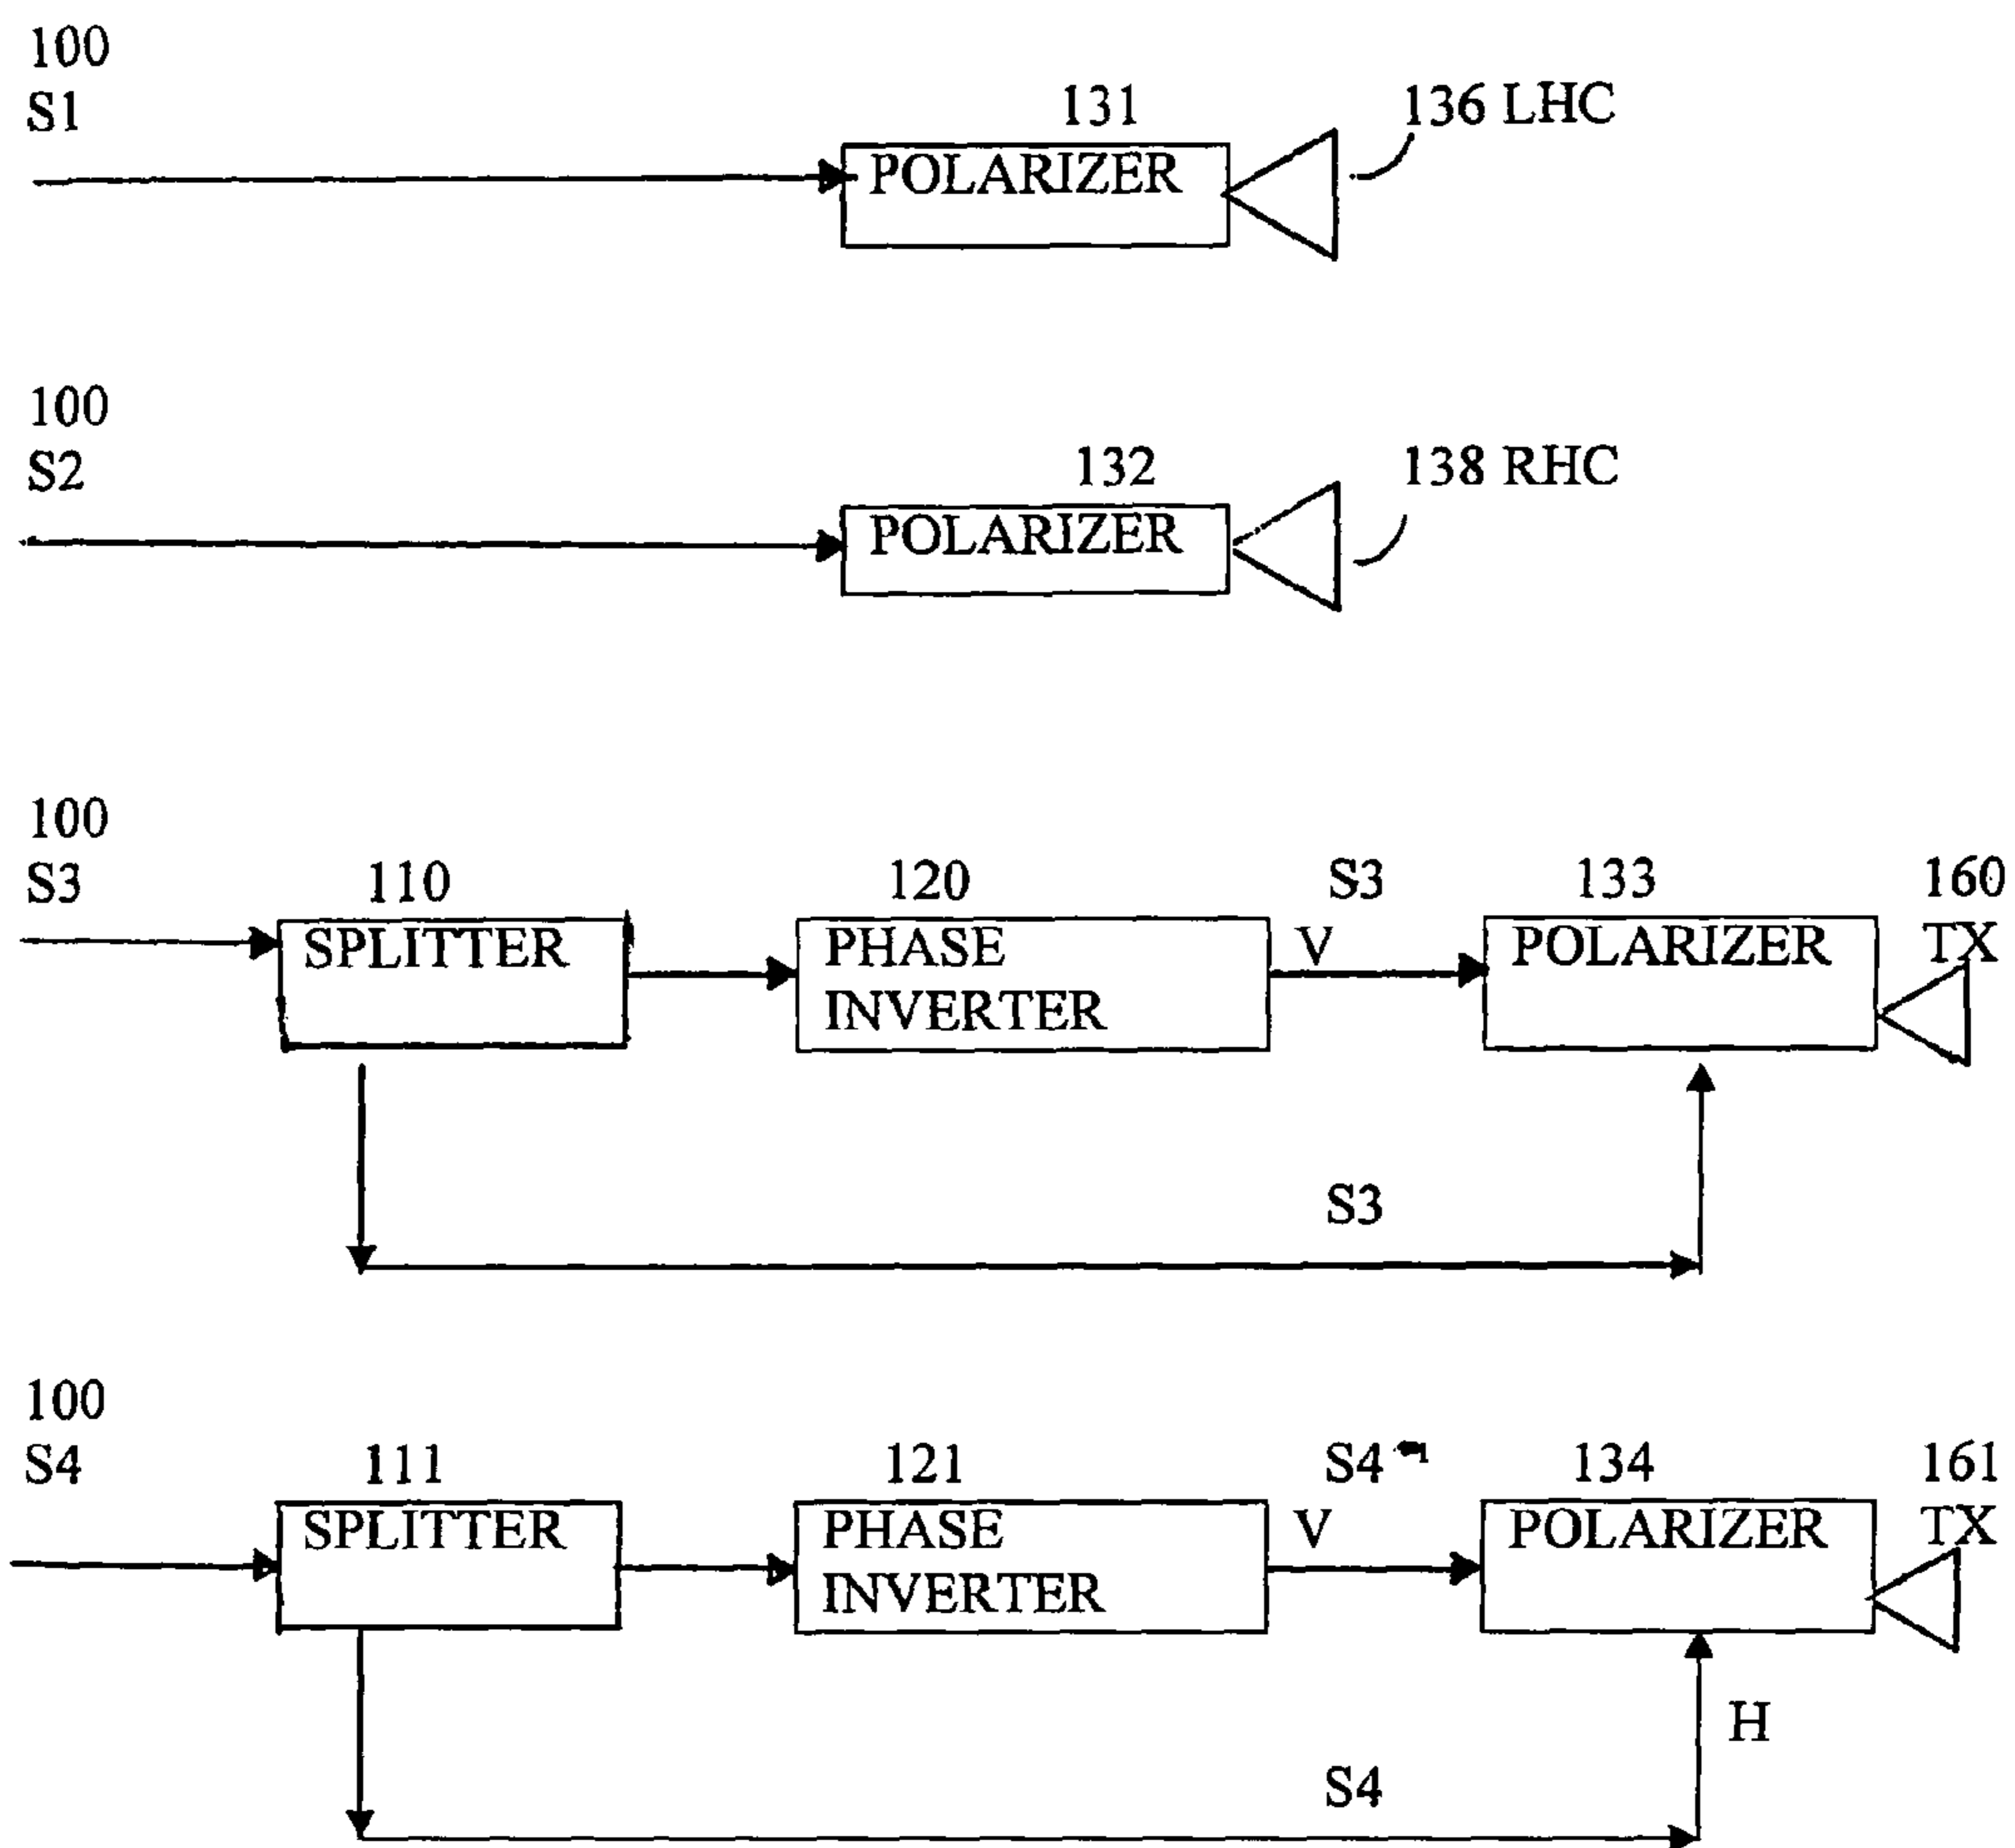 100
S1
131
136 LHC
POLARIZER
100
S2
132
138 RHC
POLARIZER
100
S3
110
120
S3
133
160
SPLITTER
PHASE
INVERTER
V
POLARIZER
TX
S3
100
S4
111
121
S4
134
161
SPLITTER
PHASE
INVERTER
V
POLARIZER
TX
H
S4